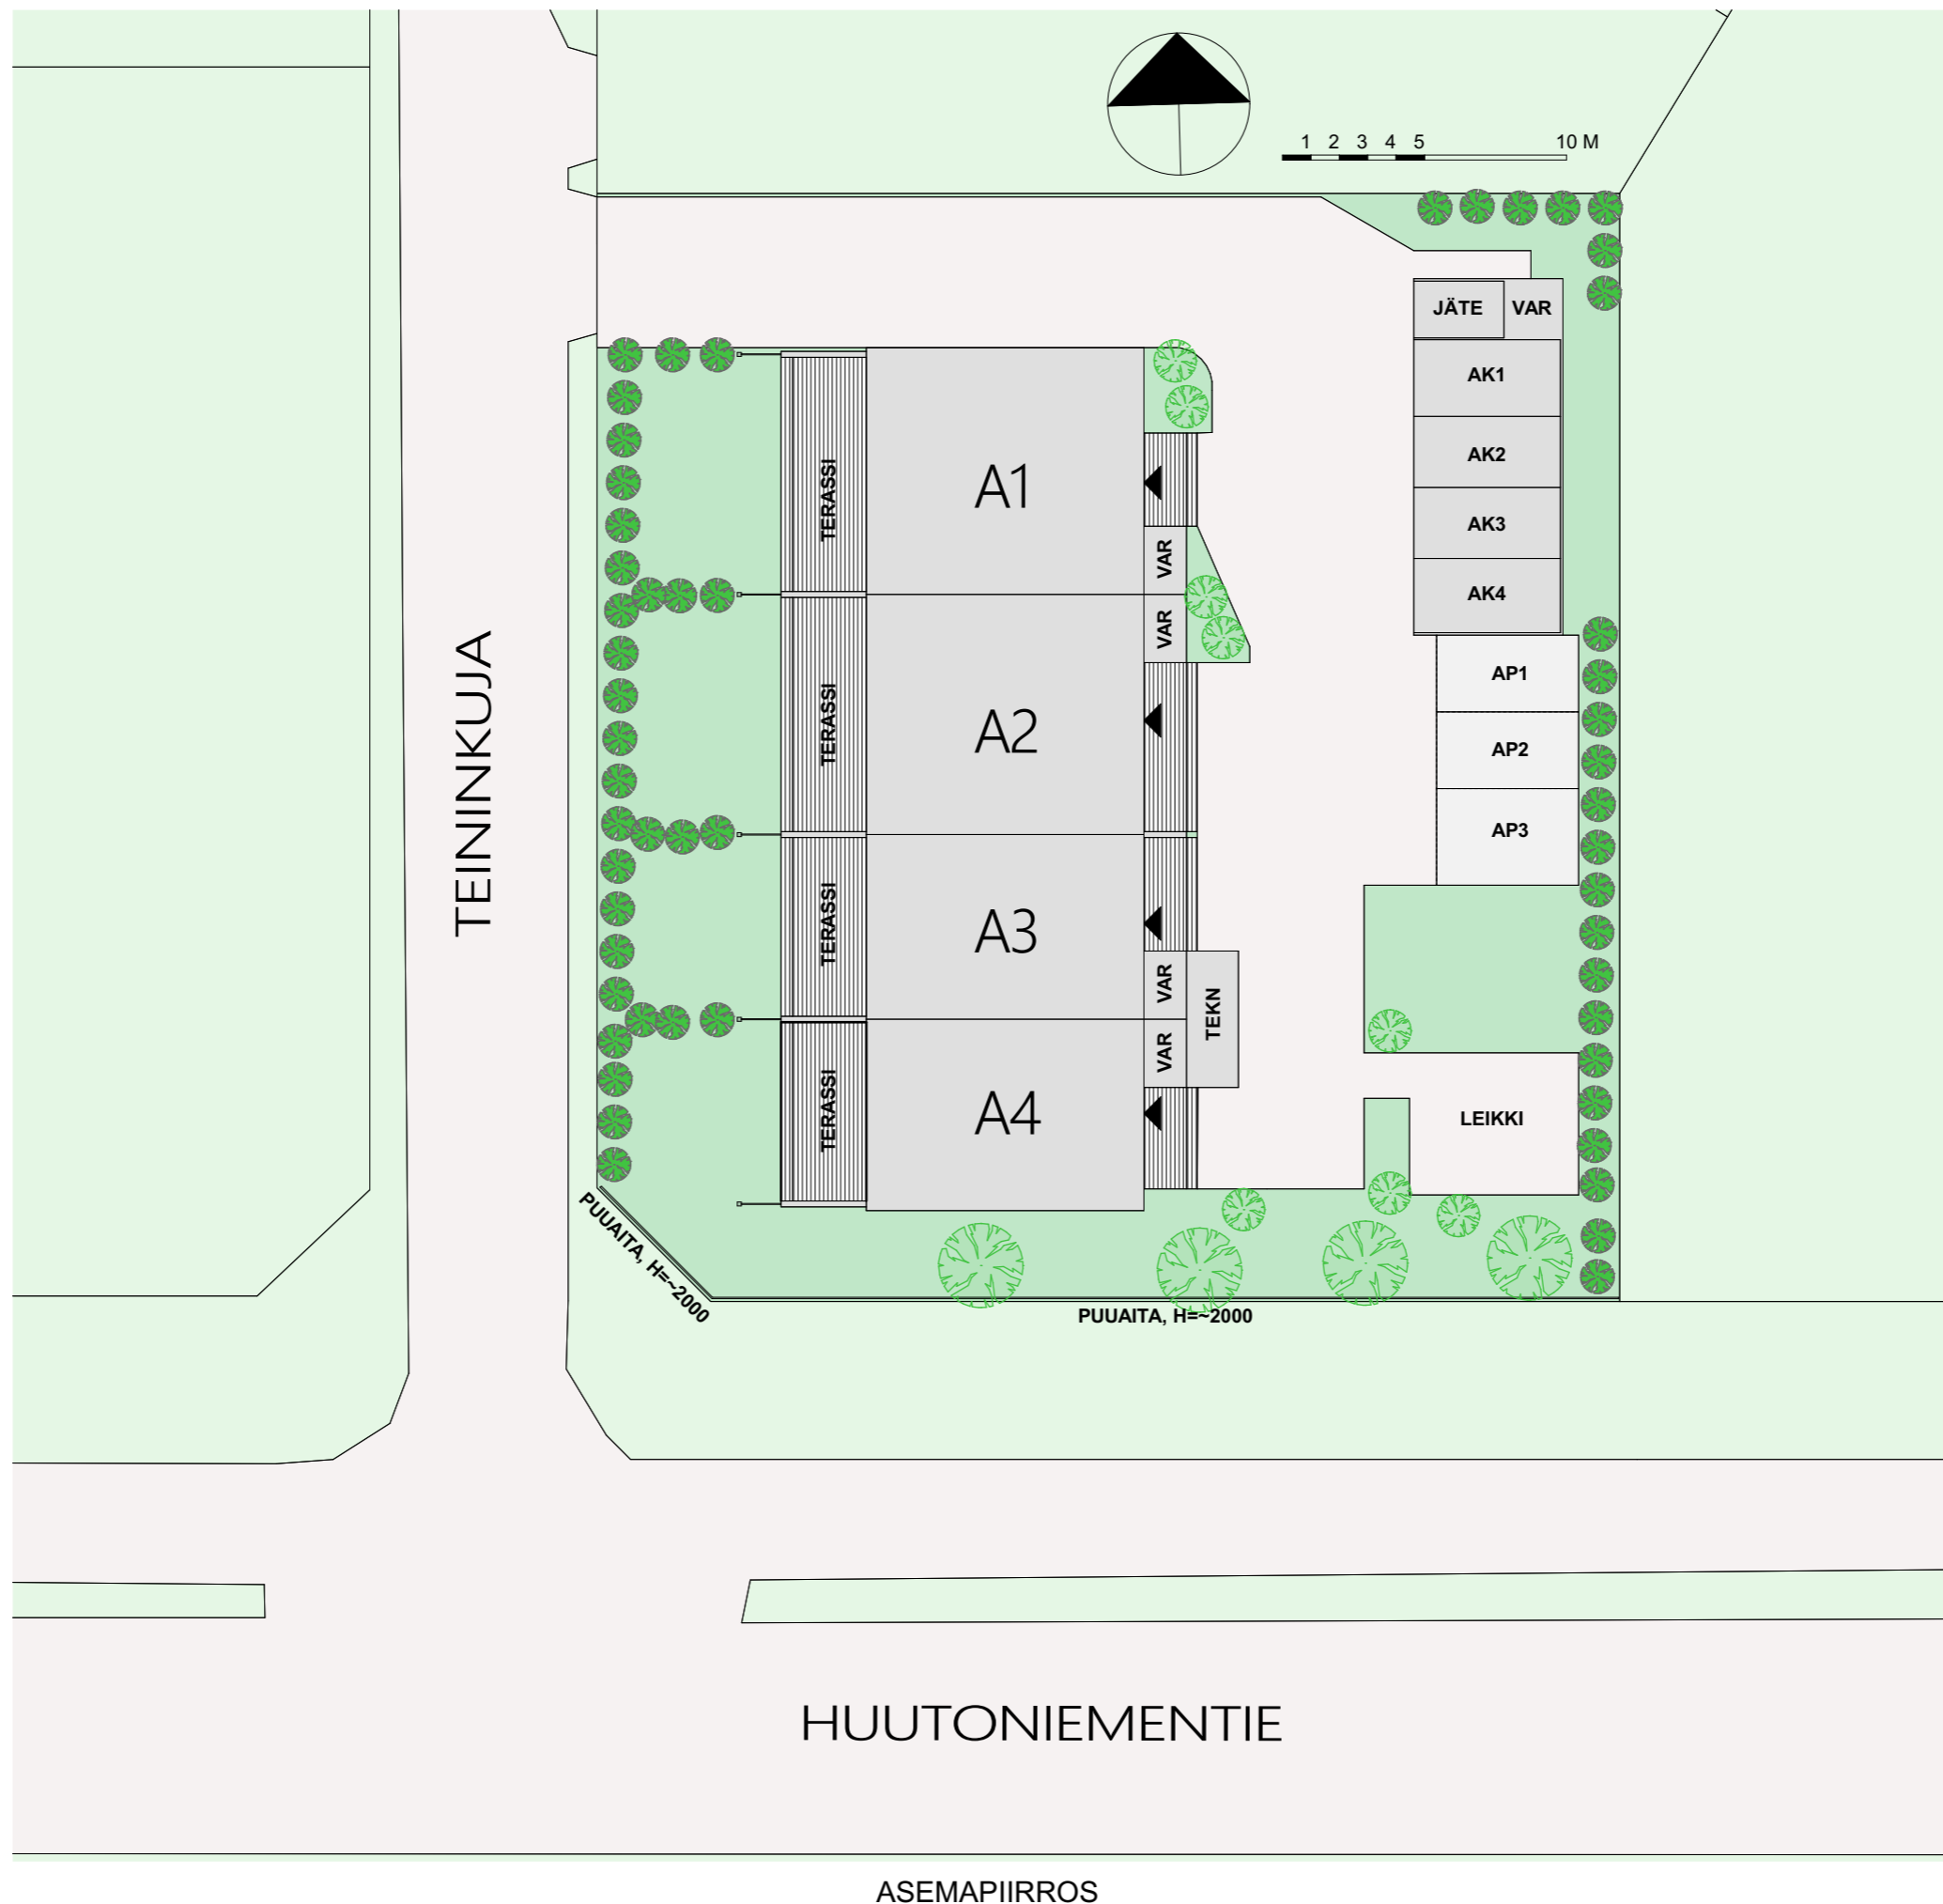 1 2 3 4 5 10 M
JÄTE VAR
AK1
AK2
AK3
AK4
AP1
AP2
AP3
LEIKKI
TERASSI
A1
VAR
TERASSI
A2
VAR
TERASSI
A3
VAR
TEKN
TERASSI
A4
VAR
TEININKUJA
PUUAITA, H=~2000
PUUAITA, H=~2000
HUUTONIEMENTIE
ASEMAPIIRROS